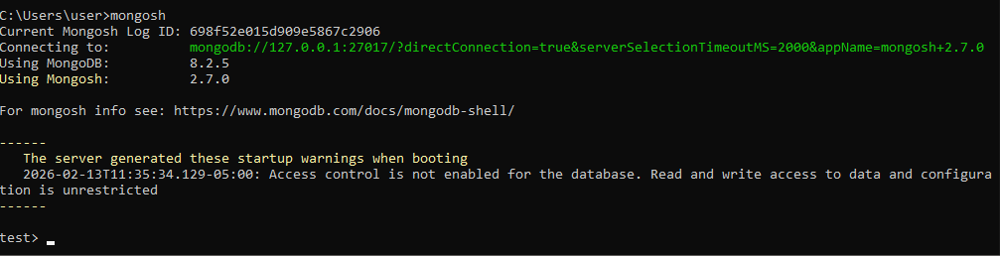 C:\Users\user>mongosh
Current Mongosh Log ID: 698f52e015d909e5867c2906
Connecting to:          mongodb://127.0.0.1:27017/?directConnection=true&serverSelectionTimeoutMS=2000&appName=mongosh+2.7.0
Using MongoDB:          8.2.5
Using Mongosh:          2.7.0
For mongosh info see: https://www.mongodb.com/docs/mongodb-shell/
------
   The server generated these startup warnings when booting
   2026-02-13T11:35:34.129-05:00: Access control is not enabled for the database. Read and write access to data and configura
tion is unrestricted
------
test>